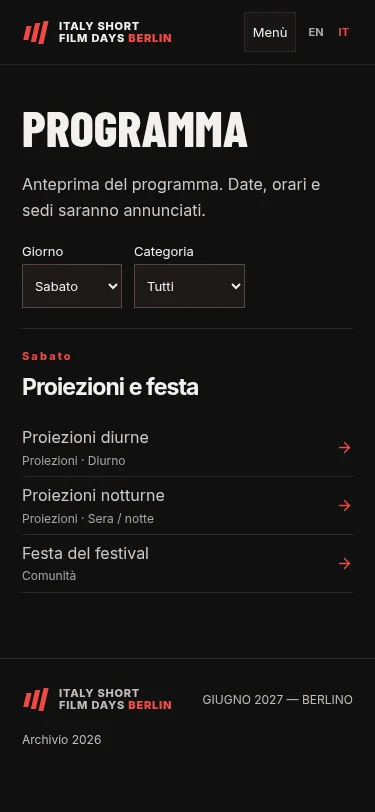 ITALY SHORT
FILM DAYS BERLIN
Menù
EN
IT
PROGRAMMA
Anteprima del programma. Date, orari e
sedi saranno annunciati.
Giorno
Categoria
Sabato
Tutti
Sabato
Proiezioni e festa
Proiezioni diurne
Proiezioni · Diurno
Proiezioni notturne
Proiezioni · Sera / notte
Festa del festival
Comunità
ITALY SHORT
FILM DAYS BERLIN
GIUGNO 2027 — BERLINO
Archivio 2026